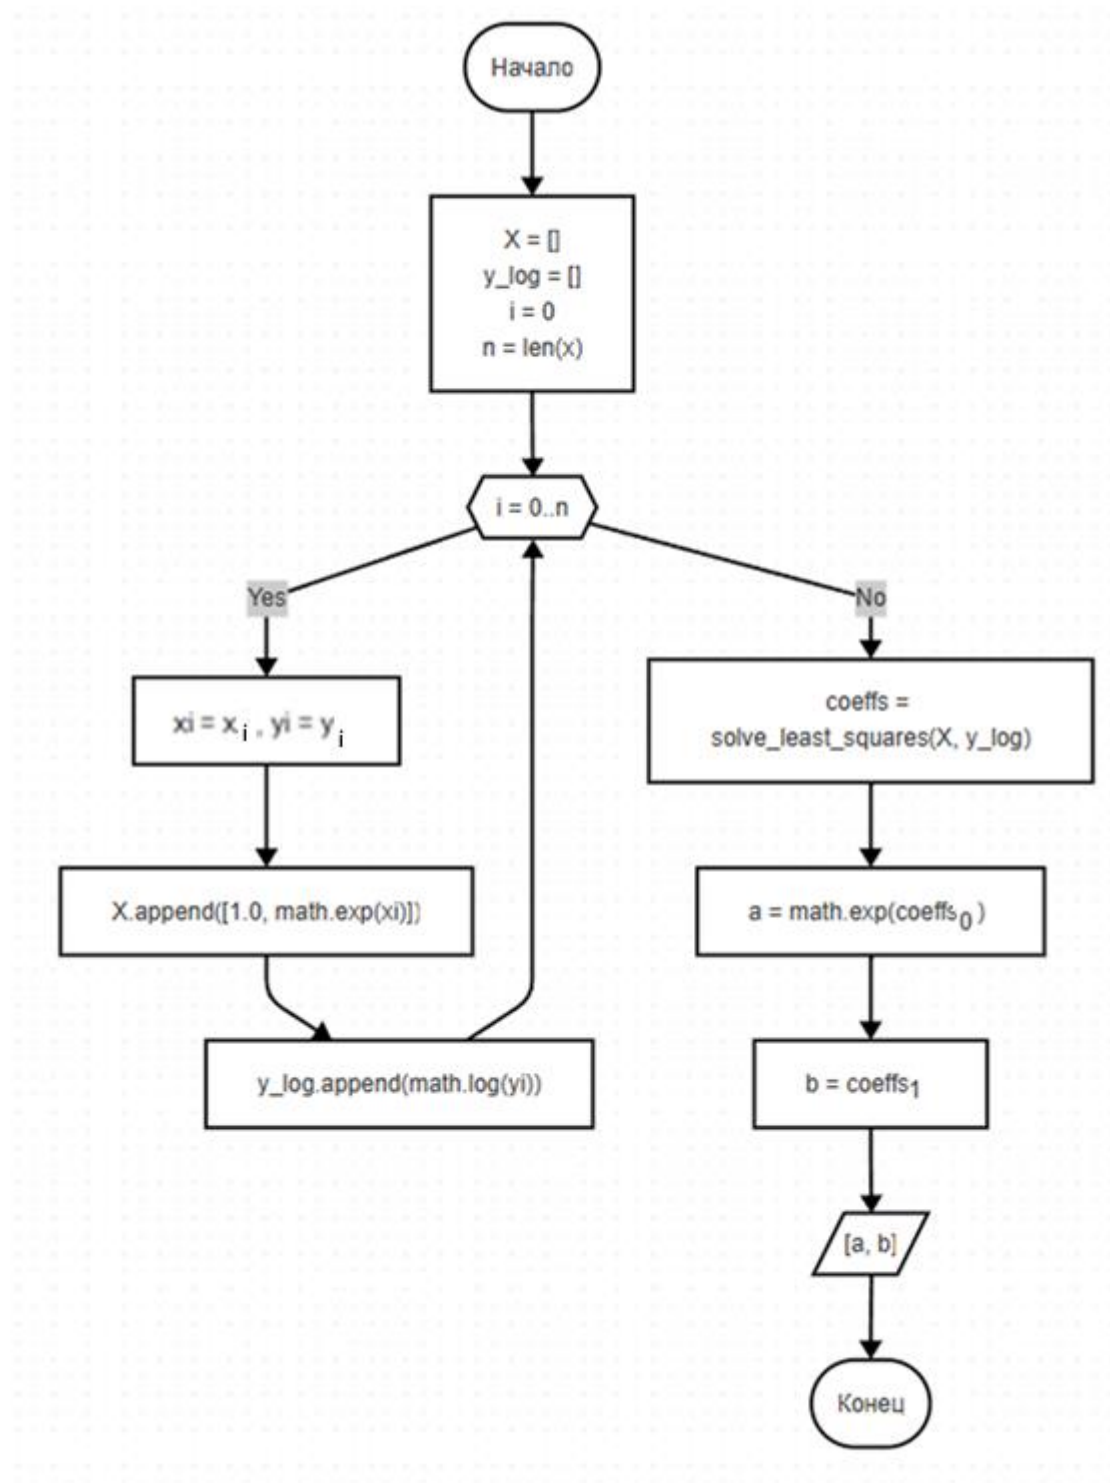 Начало
X = []
y_log = []
i = 0
n = len(x)
i = 0..n
Yes
No
xi = x i , yi = y i
coeffs =
solve_least_squares(X, y_log)
X.append([1.0, math.exp(xi)])
a = math.exp(coeffs0 )
y_log.append(math.log(yi))
b = coeffs1
[a, b]
Конец